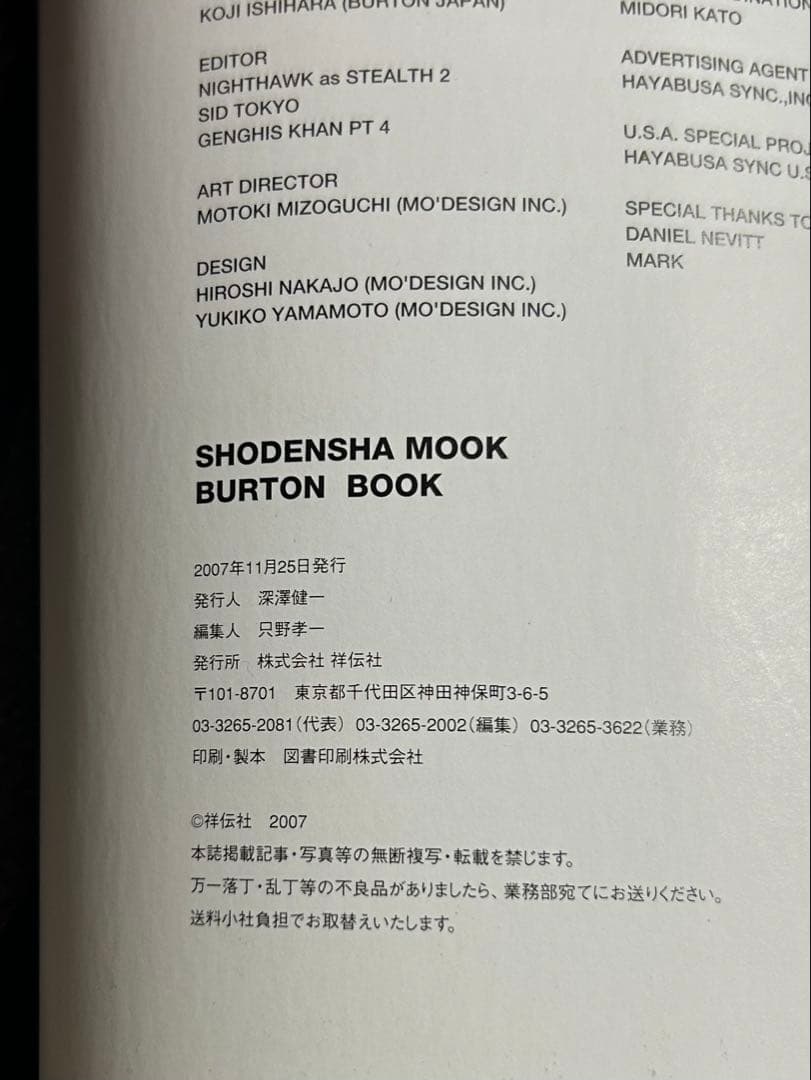 KOJI ISHIHARA (BURTON JAPAN)
EDITOR
NIGHTHAWK as STEALTH 2
SID TOKYO
GENGHIS KHAN PT 4
ART DIRECTOR
MOTOKI MIZOGUCHI (MO'DESIGN INC.)
DESIGN
HIROSHI NAKAJO (MO'DESIGN INC.)
YUKIKO YAMAMOTO (MO'DESIGN INC.)
MIDORI KATO
ADVERTISING AGENT
HAYABUSA SYNC.,INC
U.S.A. SPECIAL PROJ
HAYABUSA SYNC U.S
SPECIAL THANKS TO
DANIEL NEVITT
MARK
SHODENSHA MOOK
BURTON BOOK
2007年11月25日発行
発行人 深澤健一
編集人 只野孝一
発行所 株式会社 祥伝社
〒101-8701 東京都千代田区神田神保町3-6-5
03-3265-2081(代表) 03-3265-2002(編集) 03-3265-3622(業務)
印刷・製本 図書印刷株式会社
©祥伝社 2007
本誌掲載記事・写真等の無断複写・転載を禁じます。
万一落丁・乱丁等の不良品がありましたら、業務部宛てにお送りください。
送料小社負担でお取替えいたします。